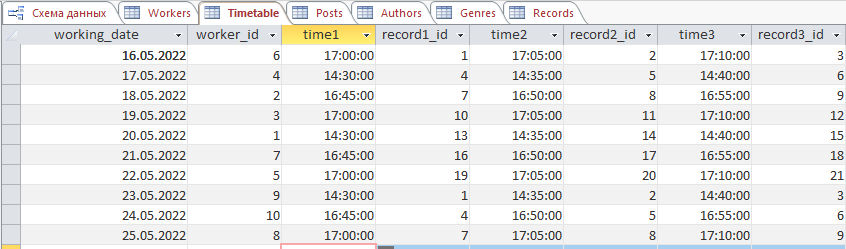 Схема данных Workers Timetable Posts Authors Genres Records
working_date worker_id time1 record1_id time2 record2_id time3 record3_id
16.05.2022 6 17:00:00 1 17:05:00 2 17:10:00 3
17.05.2022 4 14:30:00 4 14:35:00 5 14:40:00 6
18.05.2022 2 16:45:00 7 16:50:00 8 16:55:00 9
19.05.2022 3 17:00:00 10 17:05:00 11 17:10:00 12
20.05.2022 1 14:30:00 13 14:35:00 14 14:40:00 15
21.05.2022 7 16:45:00 16 16:50:00 17 16:55:00 18
22.05.2022 5 17:00:00 19 17:05:00 20 17:10:00 21
23.05.2022 9 14:30:00 1 14:35:00 2 14:40:00 3
24.05.2022 10 16:45:00 4 16:50:00 5 16:55:00 6
25.05.2022 8 17:00:00 7 17:05:00 8 17:10:00 9